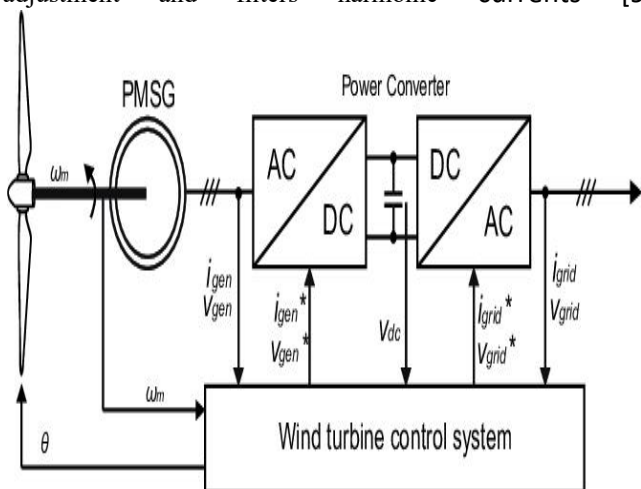 adjustment and filters harmonic currents
PMSG
Power Converter
ωm
AC
DC
DC
AC
igen
Vgen
igen*
Vgen*
Vdc
igrid*
Vgrid*
igrid
Vgrid
ωm
θ
Wind turbine control system